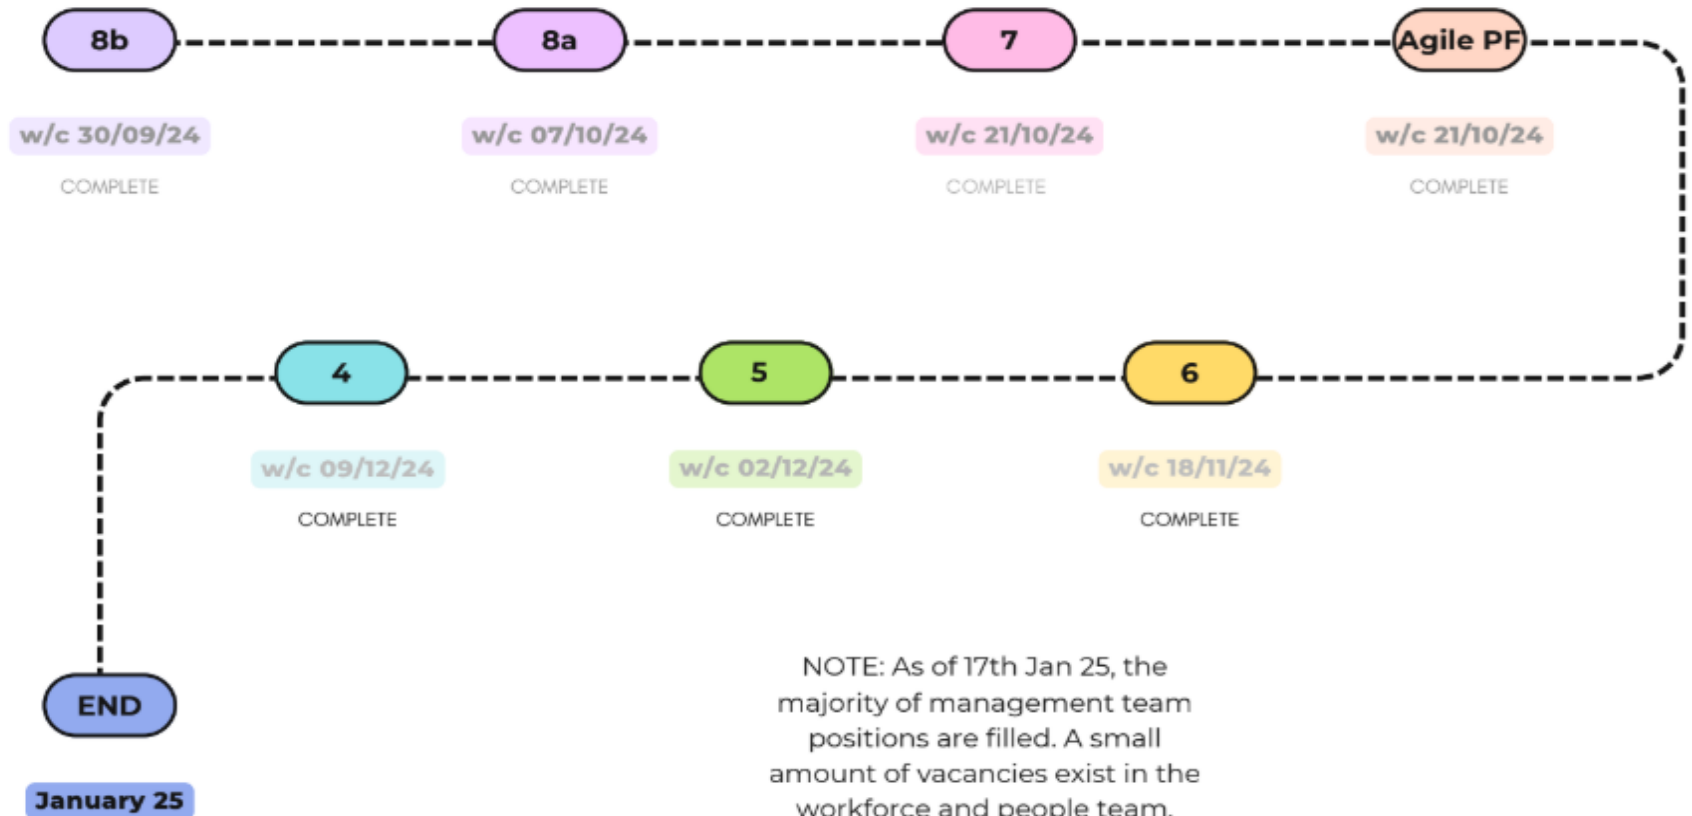 8b
8a
7
Agile PF
w/c 30/09/24
w/c 07/10/24
w/c 21/10/24
w/c 21/10/24
COMPLETE
COMPLETE
COMPLETE
COMPLETE
4
5
6
w/c 09/12/24
w/c 02/12/24
w/c 18/11/24
COMPLETE
COMPLETE
COMPLETE
END
January 25
NOTE: As of 17th Jan 25, the
majority of management team
positions are filled. A small
amount of vacancies exist in the
workforce and people team.